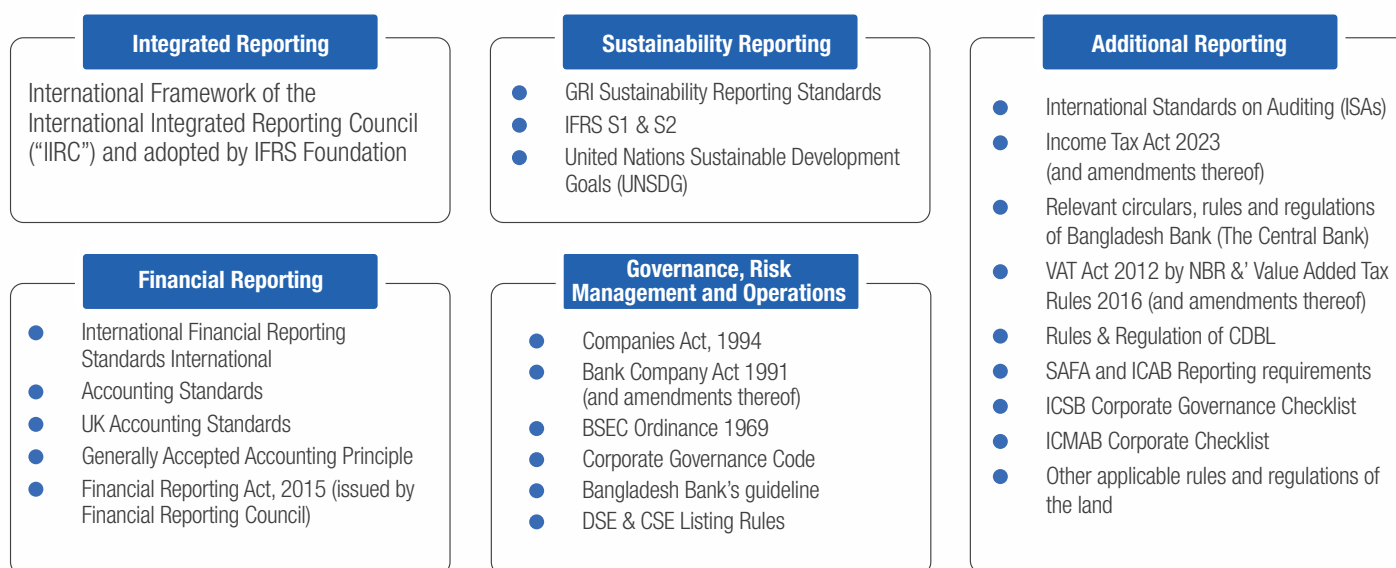 Integrated Reporting
International Framework of the
International Integrated Reporting Council
(“IIRC”) and adopted by IFRS Foundation
Sustainability Reporting
● GRI Sustainability Reporting Standards
● IFRS S1 & S2
● United Nations Sustainable Development
Goals (UNSDG)
Additional Reporting
● International Standards on Auditing (ISAs)
● Income Tax Act 2023
(and amendments thereof)
● Relevant circulars, rules and regulations
of Bangladesh Bank (The Central Bank)
● VAT Act 2012 by NBR &’ Value Added Tax
Rules 2016 (and amendments thereof)
● Rules & Regulation of CDBL
● SAFA and ICAB Reporting requirements
● ICSB Corporate Governance Checklist
● ICMAB Corporate Checklist
● Other applicable rules and regulations of
the land
Financial Reporting
● International Financial Reporting
Standards International
● Accounting Standards
● UK Accounting Standards
● Generally Accepted Accounting Principle
● Financial Reporting Act, 2015 (issued by
Financial Reporting Council)
Governance, Risk
Management and Operations
● Companies Act, 1994
● Bank Company Act 1991
(and amendments thereof)
● BSEC Ordinance 1969
● Corporate Governance Code
● Bangladesh Bank’s guideline
● DSE & CSE Listing Rules